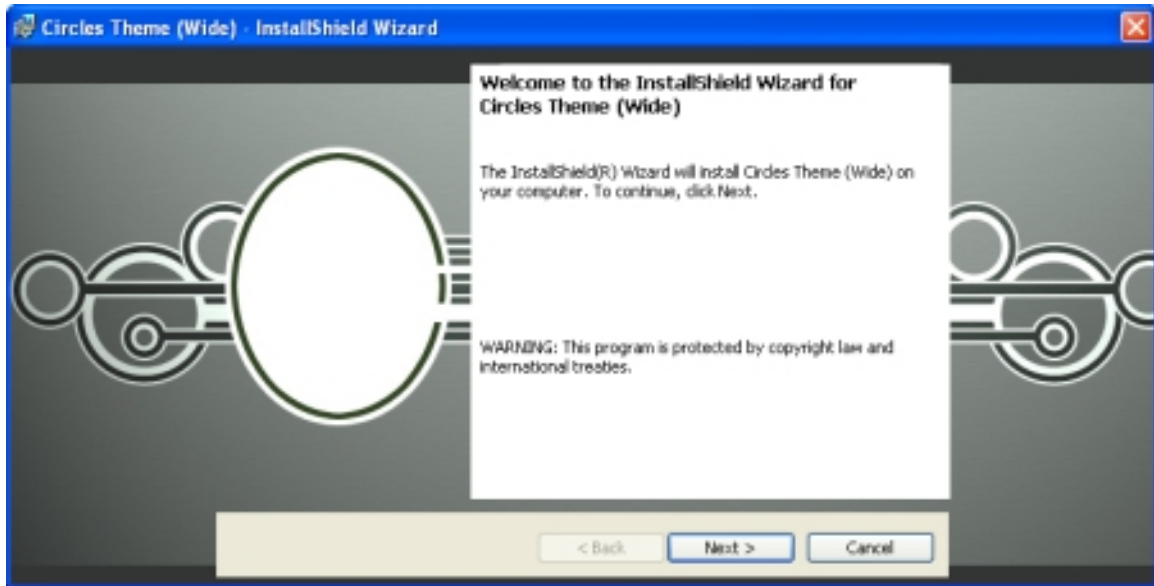 Circles Theme (Wide) - InstallShield Wizard
Welcome to the InstallShield Wizard for
Circles Theme (Wide)
The InstallShield(R) Wizard will install Circles Theme (Wide) on
your computer. To continue, click Next.
WARNING: This program is protected by copyright law and
international treaties.
< Back
Next >
Cancel